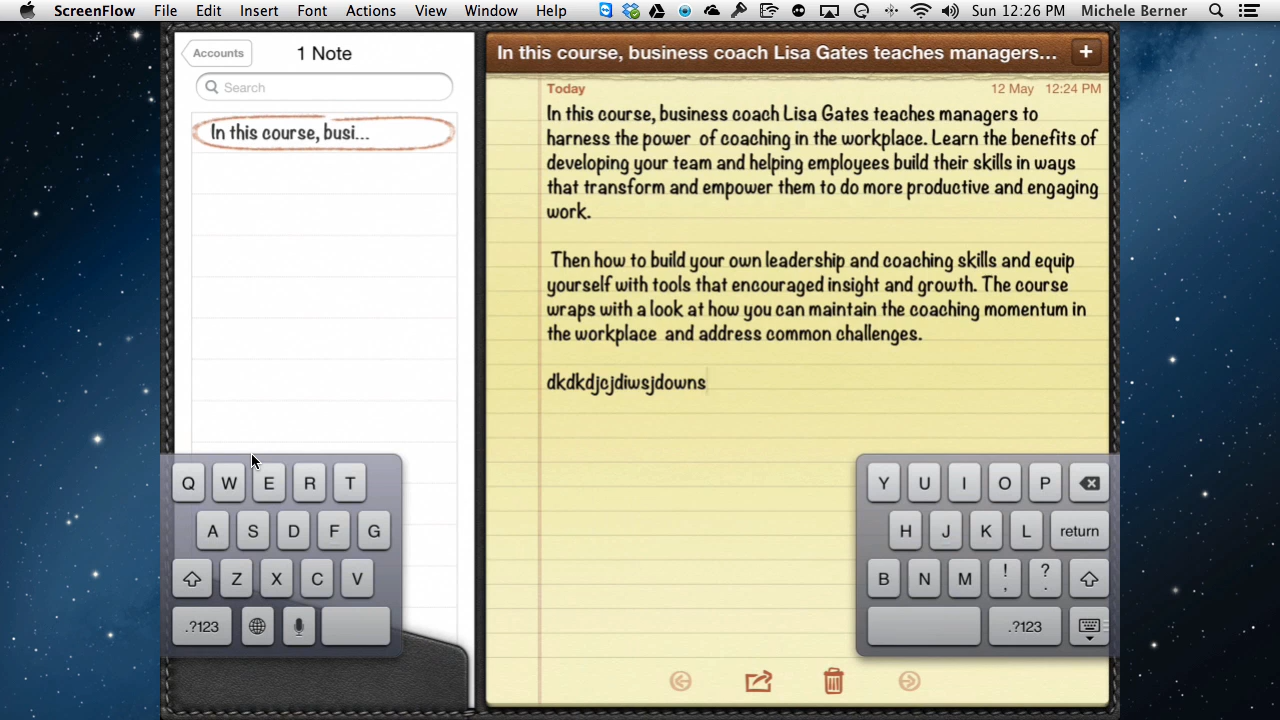 ScreenFlow File Edit Insert Font Actions View Window Help Sun 12:26 PM Michele Berner
Accounts
1 Note
Search
In this course, busi...
In this course, business coach Lisa Gates teaches managers...
+
Today 12 May 12:24 PM
In this course, business coach Lisa Gates teaches managers to
harness the power of coaching in the workplace. Learn the benefits of
developing your team and helping employees build their skills in ways
that transform and empower them to do more productive and engaging
work.
Then how to build your own leadership and coaching skills and equip
yourself with tools that encouraged insight and growth. The course
wraps with a look at how you can maintain the coaching momentum in
the workplace and address common challenges.
dkdkdjcjdiwsjdowns
Q W E R T
A S D F G
Z X C V
.?123
Y U I O P
H J K L return
B N M ! , ? .
.?123